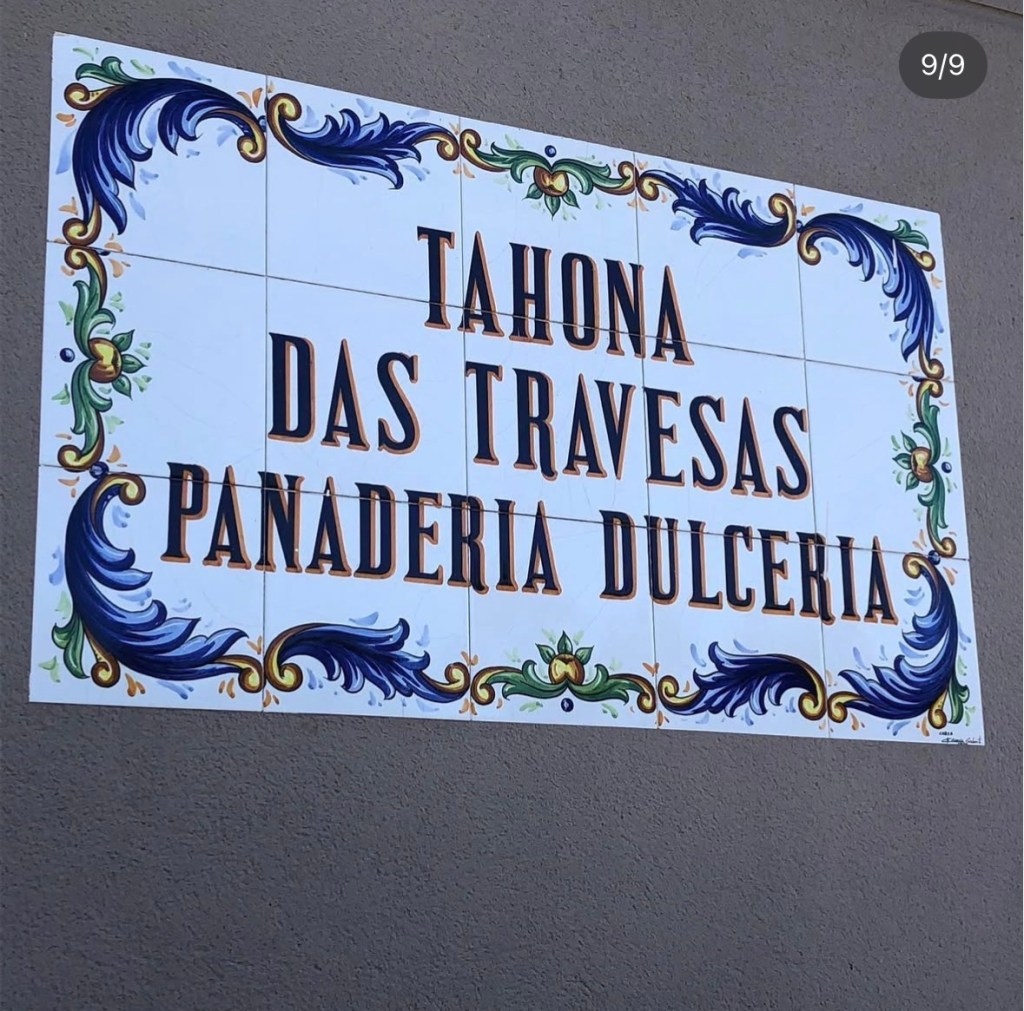 9/9
TAHONA
DAS TRAVESAS
PANADERIA DULCERIA